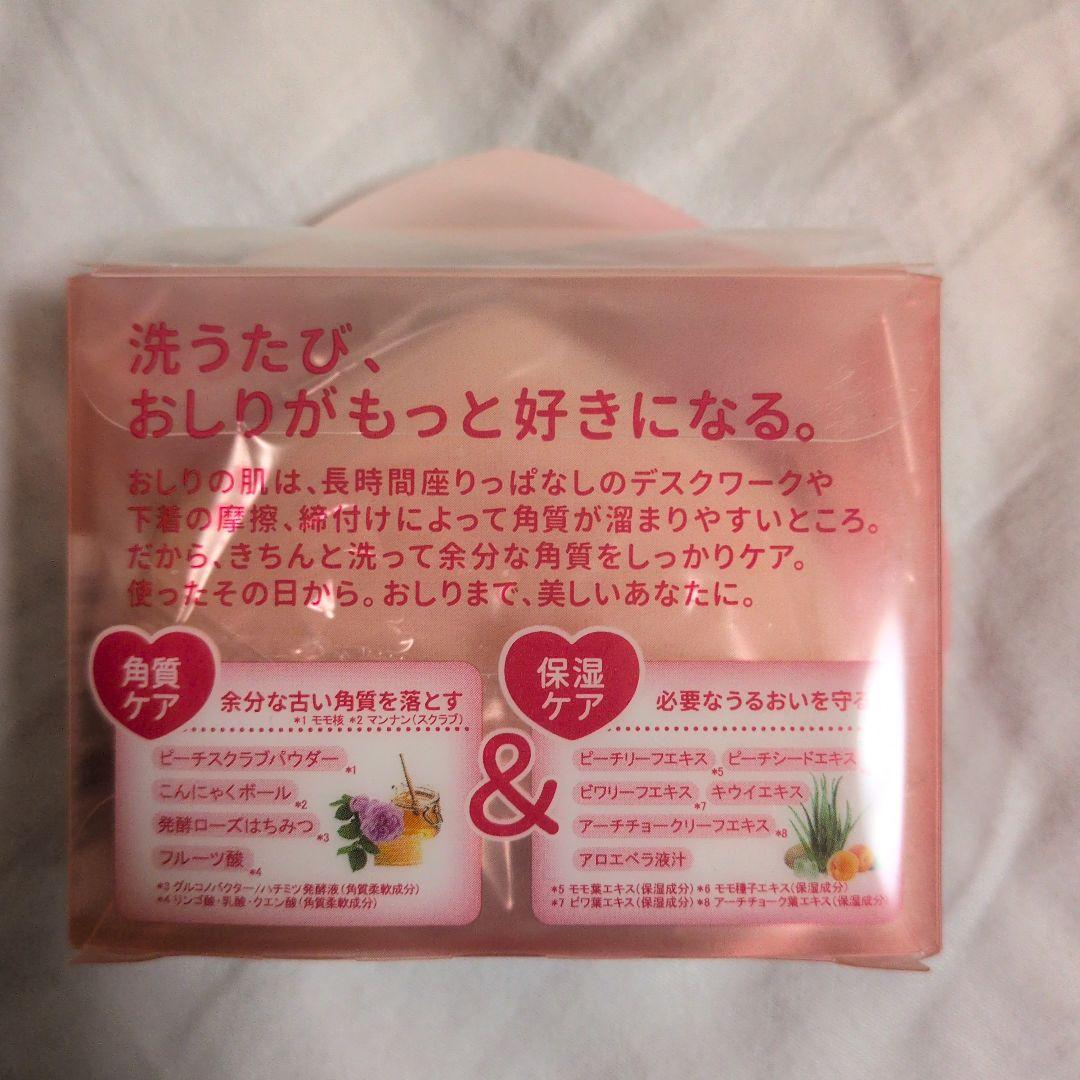 洗うたび、
おしりがもっと好きになる。
おしりの肌は、長時間座りっぱなしのデスクワークや
下着の摩擦、締付けによって角質が溜まりやすいところ。
だから、きちんと洗って余分な角質をしっかりケア。
使ったその日から。おしりまで、美しいあなたに。
角質
ケア
余分な古い角質を落とす
*1 モモ核 *2 マンナン(スクラブ)
ピーチスクラブパウダー *1
こんにゃくボール *2
発酵ローズはちみつ *3
フルーツ酸 *4
*3 グルコノバクター/ハチミツ発酵液(角質柔軟成分)
*4 リンゴ酸・乳酸・クエン酸(角質柔軟成分)
&
保湿
ケア
必要なうるおいを守る
ピーチリーフエキス *5 ピーチシードエキス
ビワリーフエキス *7 キウイエキス
アーチチョークリーフエキス *8
アロエベラ液汁
*5 モモ葉エキス(保湿成分) *6 モモ種子エキス(保湿成分)
*7 ビワ葉エキス(保湿成分) *8 アーチチョーク葉エキス(保湿成分)